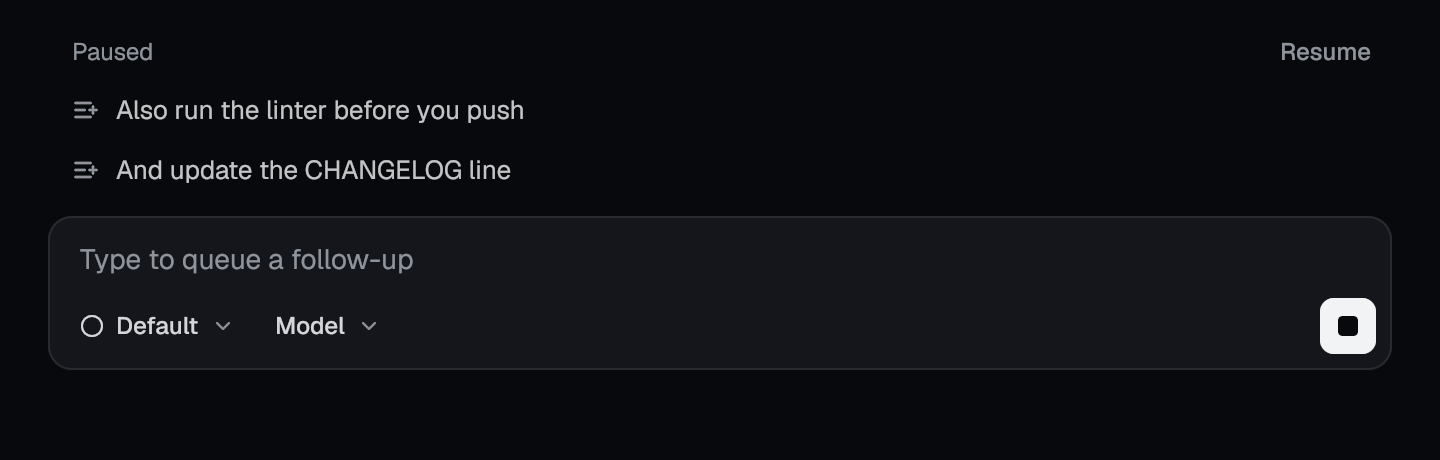 Paused
Resume
Also run the linter before you push
And update the CHANGELOG line
Type to queue a follow-up
Default
Model